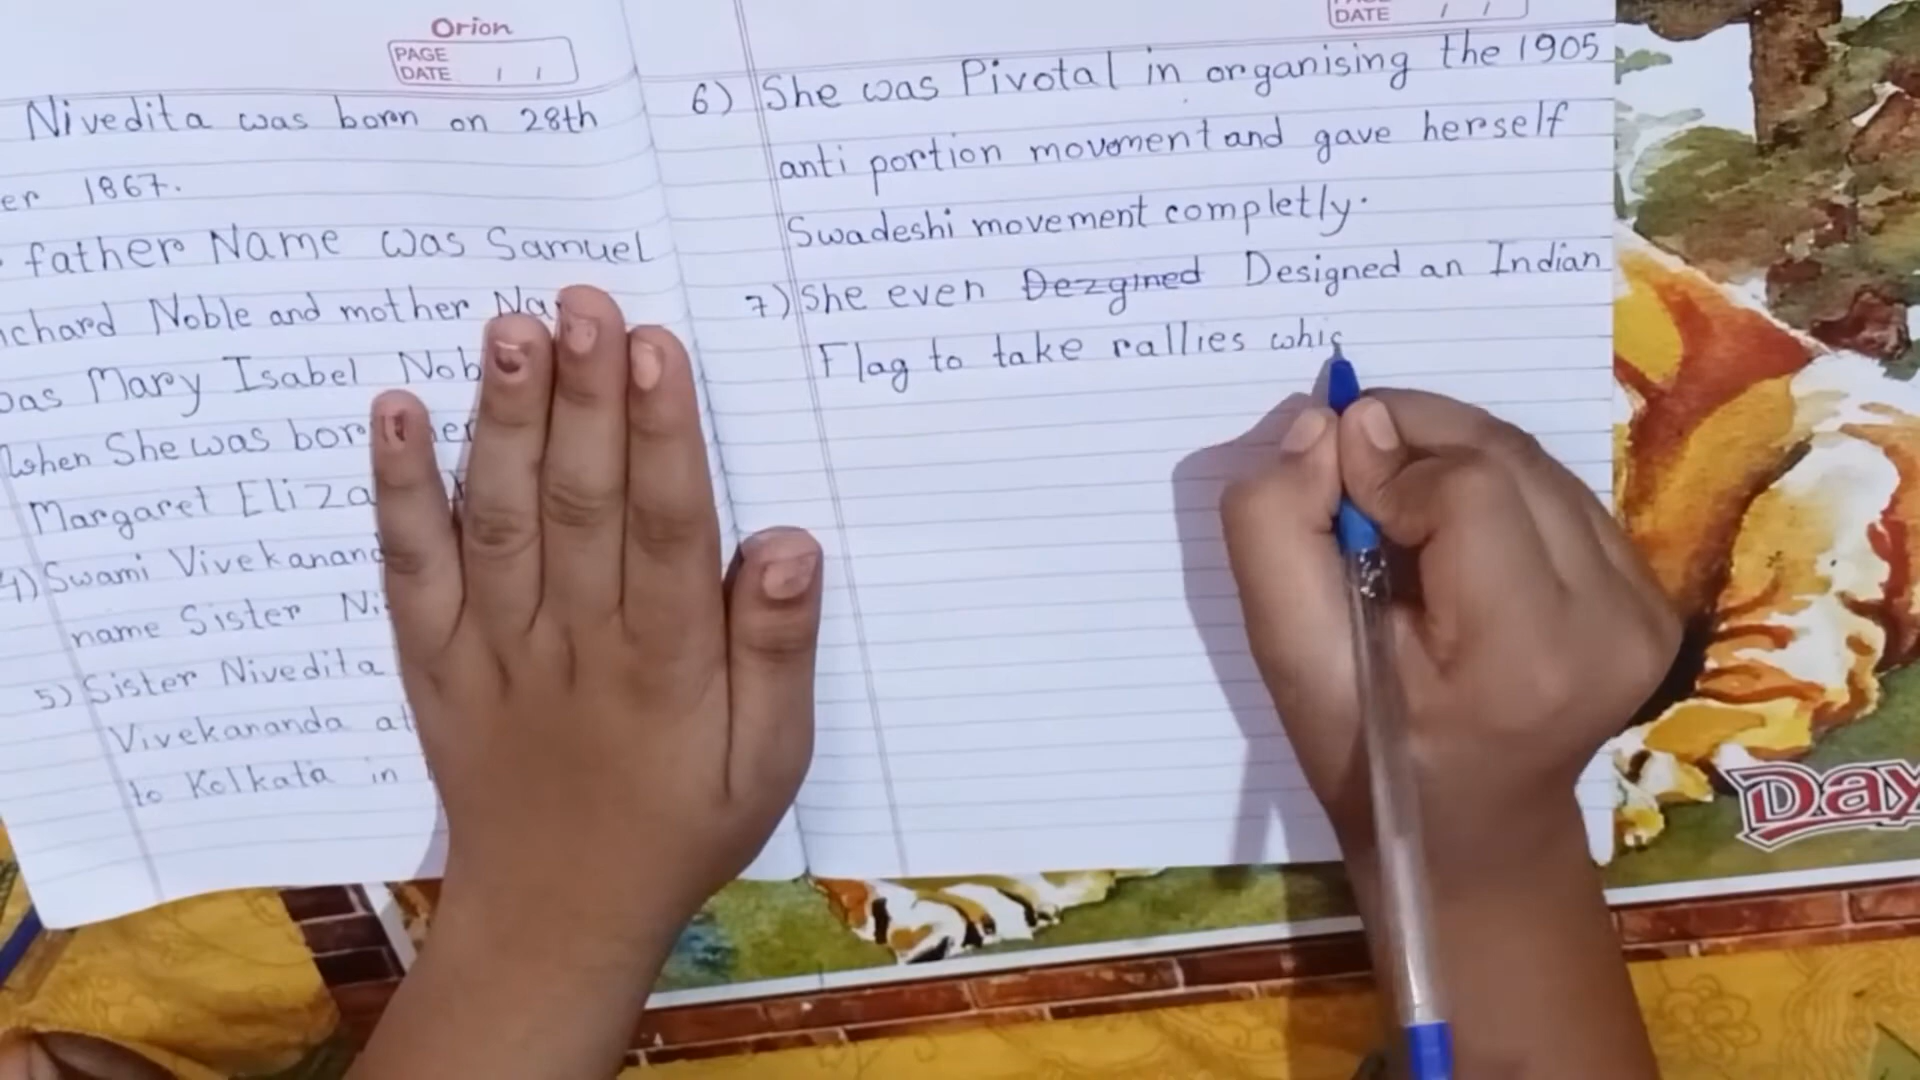 Orion
PAGE
DATE / /
Nivedita was born on 28th
er 1867.
father Name was Samuel
ichard Noble and mother Na
as Mary Isabel Nob
When She was bor her
Margaret Eliza
4) Swami Vivekanand
name Sister Ni
5) Sister Nivedita
Vivekananda at
to Kolkata in
DATE / /
6) She was Pivotal in organising the 1905
anti portion movement and gave herself
Swadeshi movement completly.
7) She even Dezgined Designed an Indian
Flag to take rallies whic
Day